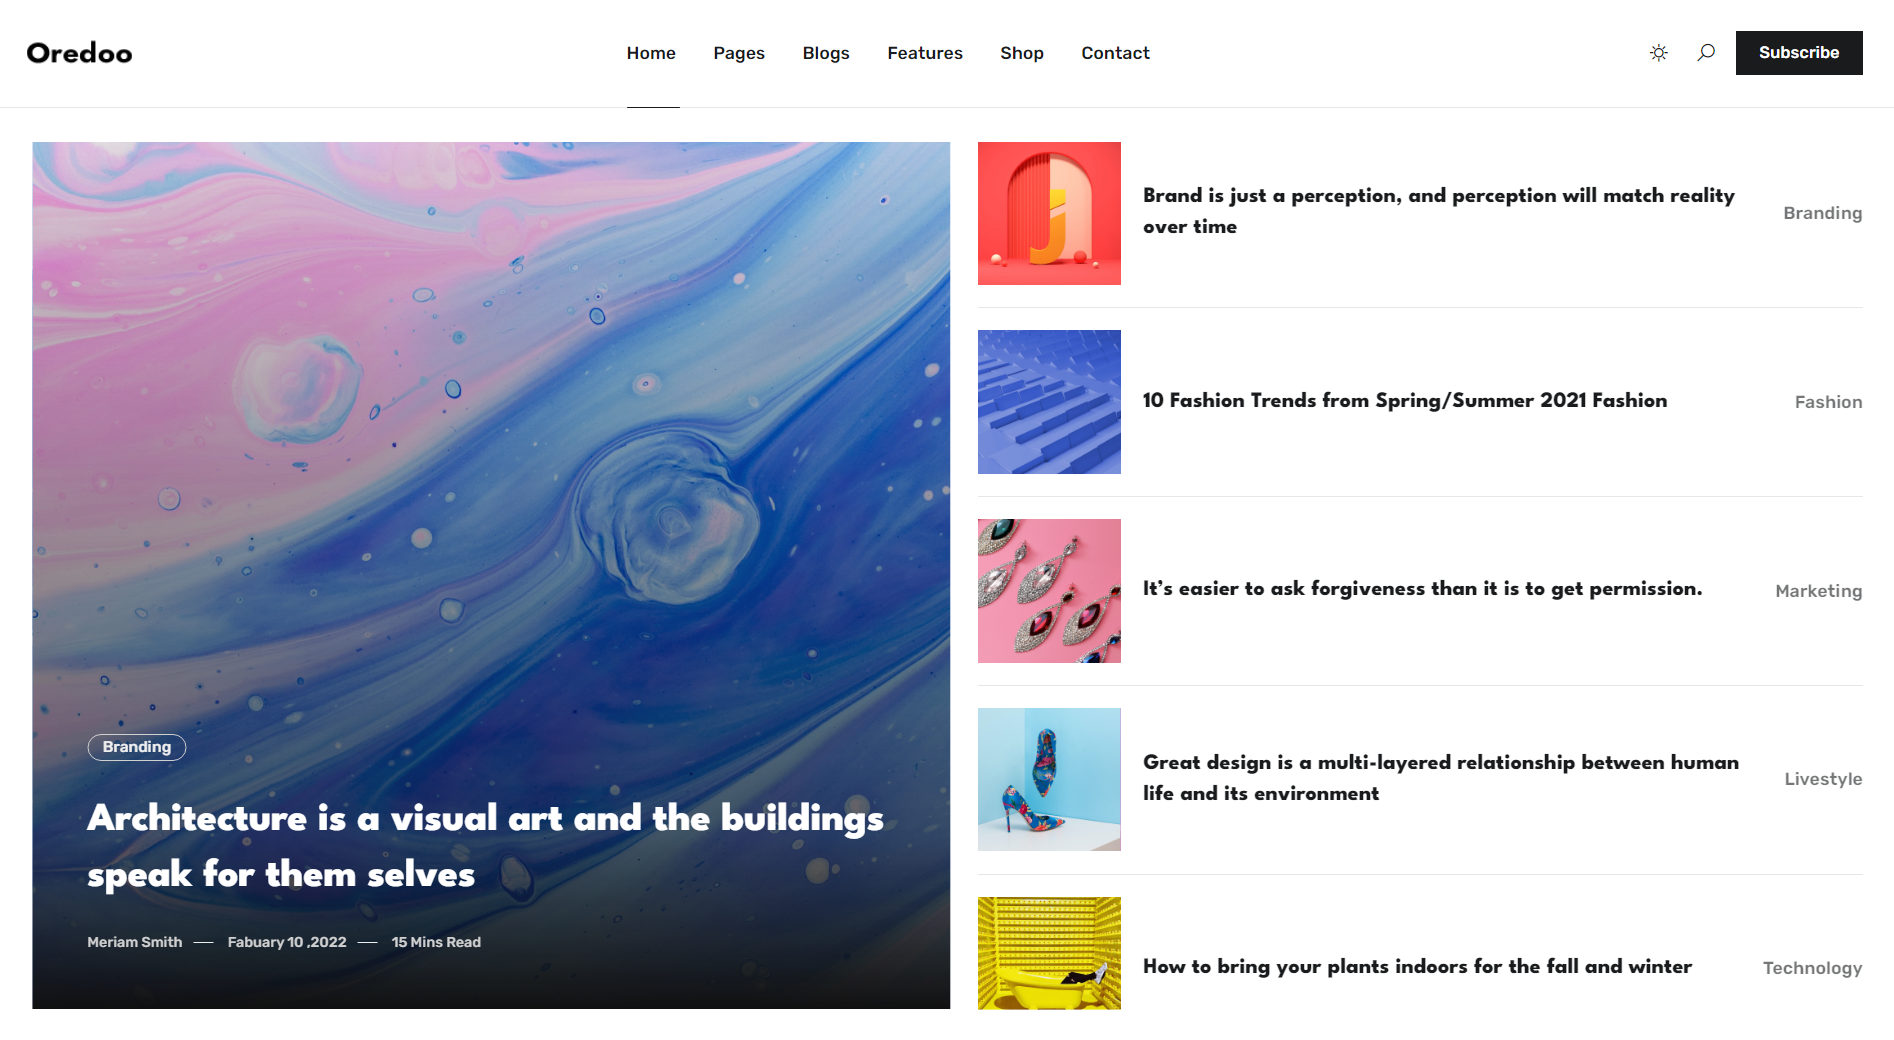 Oredoo
Home Pages Blogs Features Shop Contact
Subscribe
Branding
Architecture is a visual art and the buildings
speak for them selves
Meriam Smith — Fabuary 10 ,2022 — 15 Mins Read
j
Brand is just a perception, and perception will match reality
over time
Branding
10 Fashion Trends from Spring/Summer 2021 Fashion
Fashion
It’s easier to ask forgiveness than it is to get permission.
Marketing
Great design is a multi-layered relationship between human
life and its environment
Livestyle
How to bring your plants indoors for the fall and winter
Technology